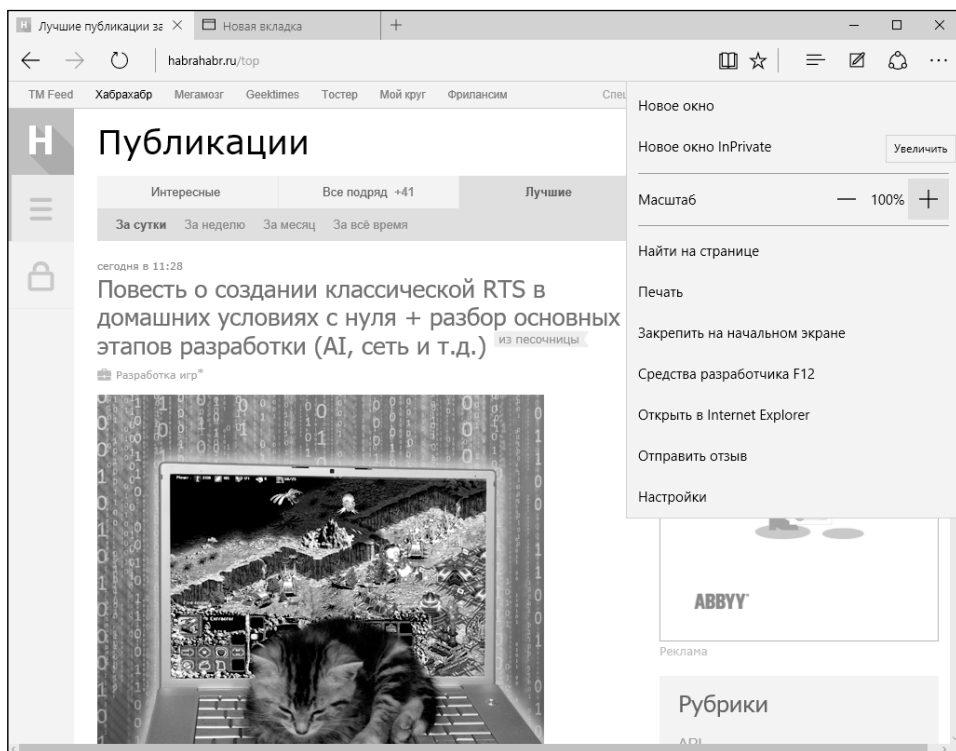 Лучшие публикации за
Новая вкладка
habrahabr.ru/top
TM Feed Хабрахабр Мегамозг Geektimes Тостер Мой круг Фрилансим Спец
H
Публикации
Интересные Все подряд +41 Лучшие
За сутки За неделю За месяц За всё время
сегодня в 11:28
Повесть о создании классической RTS в
домашних условиях с нуля + разбор основных
этапов разработки (AI, сеть и т.д.) из песочницы
Разработка игр*
Новое окно
Новое окно InPrivate
Увеличить
Масштаб — 100% +
Найти на странице
Печать
Закрепить на начальном экране
Средства разработчика F12
Открыть в Internet Explorer
Отправить отзыв
Настройки
ABBYY
Реклама
Рубрики
API